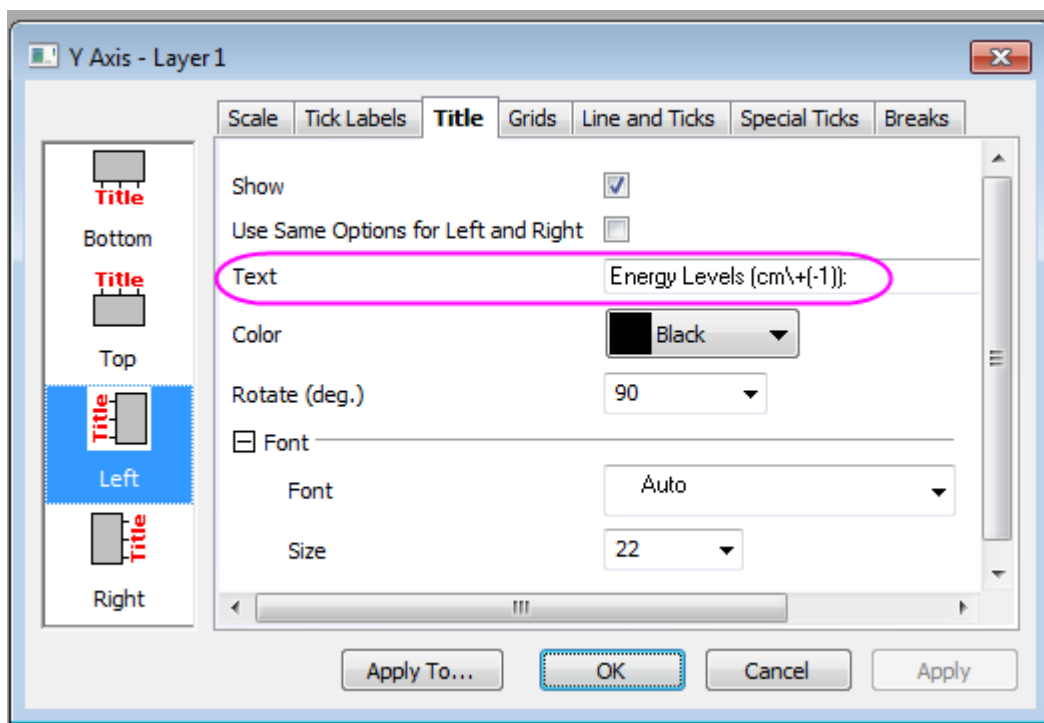 Y Axis - Layer 1
Scale Tick Labels Title Grids Line and Ticks Special Ticks Breaks
Title
Bottom
Title
Top
Title
Left
Title
Right
Show
Use Same Options for Left and Right
Text Energy Levels (cm\+(-1)):
Color Black
Rotate (deg.) 90
Font
Font Auto
Size 22
Apply To... OK Cancel Apply